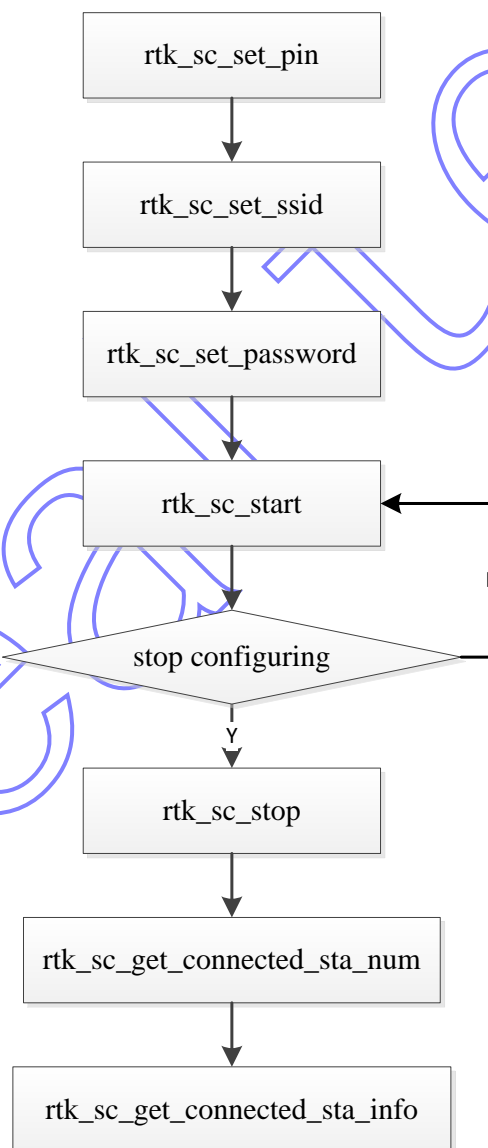 rtk_sc_set_pin
rtk_sc_set_ssid
rtk_sc_set_password
rtk_sc_start
stop configuring
Y
rtk_sc_stop
rtk_sc_get_connected_sta_num
rtk_sc_get_connected_sta_info